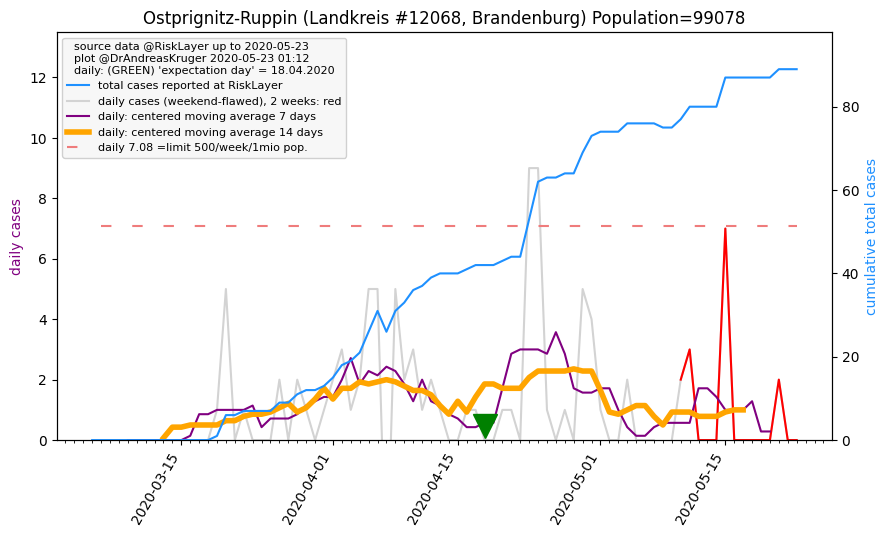 Ostprignitz-Ruppin (Landkreis #12068, Brandenburg) Population=99078
source data @RiskLayer up to 2020-05-23
plot @DrAndreasKruger 2020-05-23 01:12
daily: (GREEN) 'expectation day' = 18.04.2020
total cases reported at RiskLayer
daily cases (weekend-flawed), 2 weeks: red
daily: centered moving average 7 days
daily: centered moving average 14 days
daily 7.08 =limit 500/week/1mio pop.
daily cases
12
10
8
6
4
2
0
cumulative total cases
80
60
40
20
0
2020-03-15
2020-04-01
2020-04-15
2020-05-01
2020-05-15